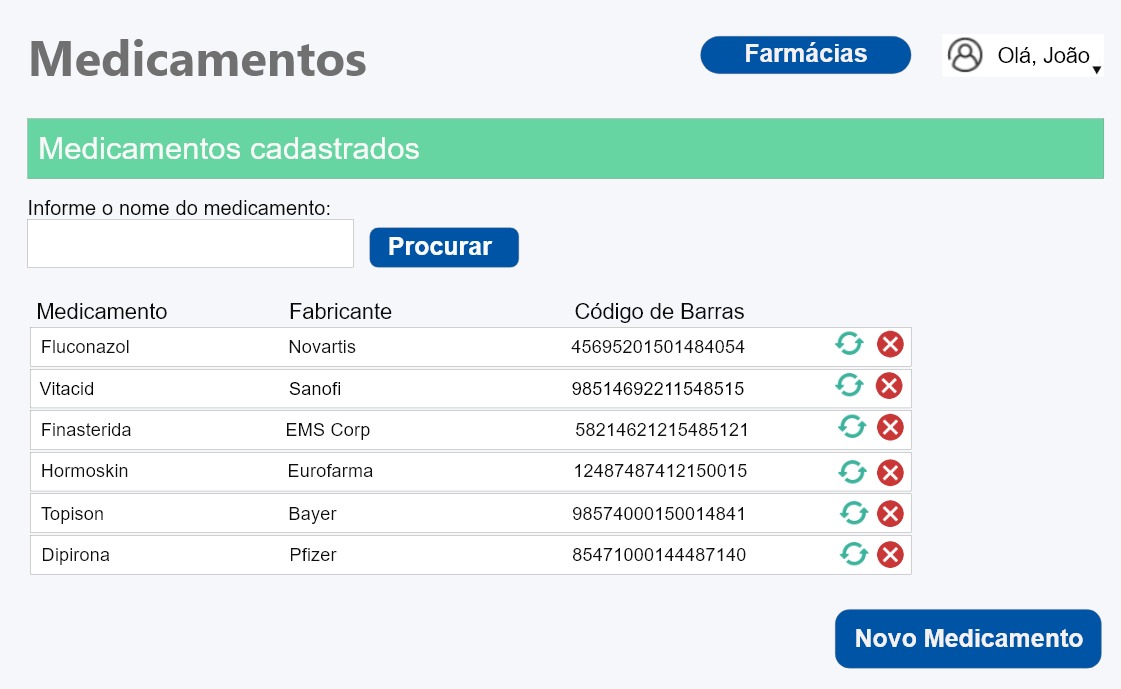 Medicamentos
Farmácias
Olá, João
Medicamentos cadastrados
Informe o nome do medicamento:
Procurar
Medicamento Fabricante Código de Barras
Fluconazol Novartis 45695201501484054
Vitacid Sanofi 98514692211548515
Finasterida EMS Corp 58214621215485121
Hormoskin Eurofarma 12487487412150015
Topison Bayer 98574000150014841
Dipirona Pfizer 85471000144487140
Novo Medicamento